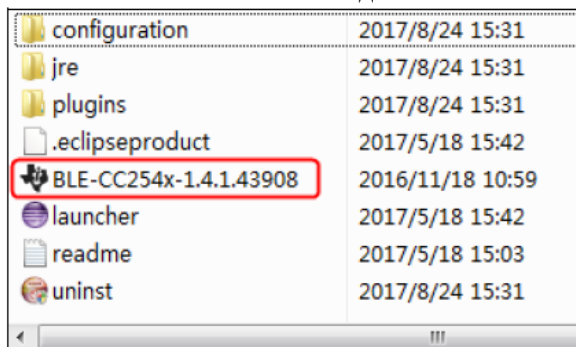 configuration 2017/8/24 15:31
jre 2017/8/24 15:31
plugins 2017/8/24 15:31
.eclipseproduct 2017/5/18 15:42
BLE-CC254x-1.4.1.43908 2016/11/18 10:59
launcher 2017/5/18 15:42
readme 2017/5/18 15:03
uninst 2017/8/24 15:31